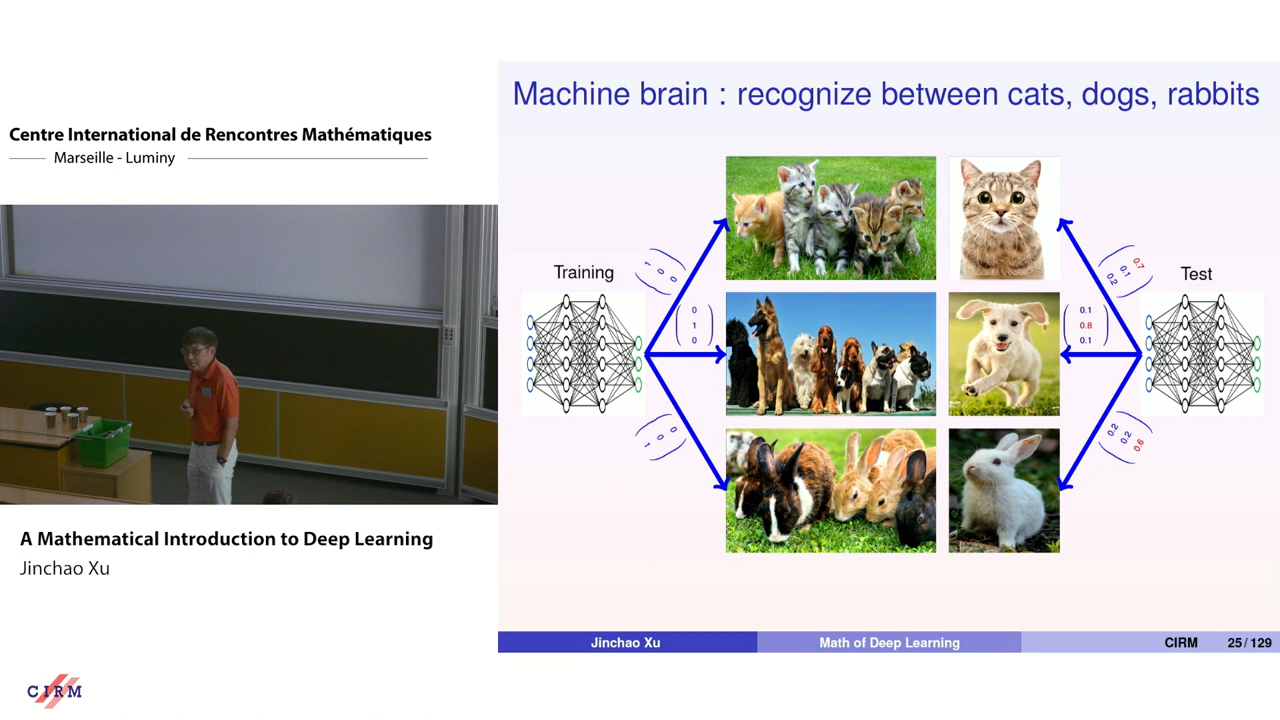 Centre International de Rencontres Mathématiques
Marseille - Luminy
A Mathematical Introduction to Deep Learning
Jinchao Xu
CIRM
Machine brain : recognize between cats, dogs, rabbits
Training
1
0
0
0
1
0
0
0
1
Test
0.7
0.1
0.2
0.1
0.8
0.1
0.2
0.2
0.6
Jinchao Xu
Math of Deep Learning
CIRM
25 / 129